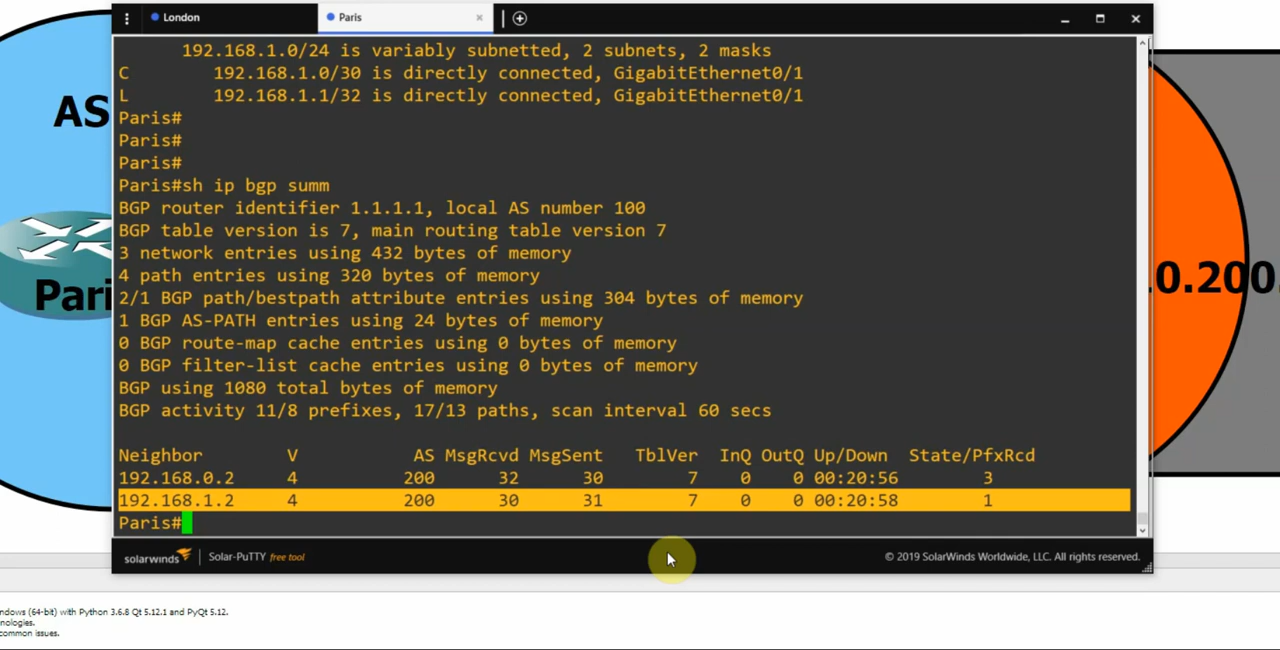 London
Paris
192.168.1.0/24 is variably subnetted, 2 subnets, 2 masks
C 192.168.1.0/30 is directly connected, GigabitEthernet0/1
L 192.168.1.1/32 is directly connected, GigabitEthernet0/1
Paris#
Paris#
Paris#
Paris#sh ip bgp summ
BGP router identifier 1.1.1.1, local AS number 100
BGP table version is 7, main routing table version 7
3 network entries using 432 bytes of memory
4 path entries using 320 bytes of memory
2/1 BGP path/bestpath attribute entries using 304 bytes of memory
1 BGP AS-PATH entries using 24 bytes of memory
0 BGP route-map cache entries using 0 bytes of memory
0 BGP filter-list cache entries using 0 bytes of memory
BGP using 1080 total bytes of memory
BGP activity 11/8 prefixes, 17/13 paths, scan interval 60 secs
Neighbor V AS MsgRcvd MsgSent TblVer InQ OutQ Up/Down State/PfxRcd
192.168.0.2 4 200 32 30 7 0 0 00:20:56 3
192.168.1.2 4 200 30 31 7 0 0 00:20:58 1
Paris#
solarwinds Solar-PuTTY free tool © 2019 SolarWinds Worldwide, LLC. All rights reserved.
AS
Pari
0.200.
ndows (64-bit) with Python 3.6.8 Qt 5.12.1 and PyQt 5.12.
nologies.
common issues.